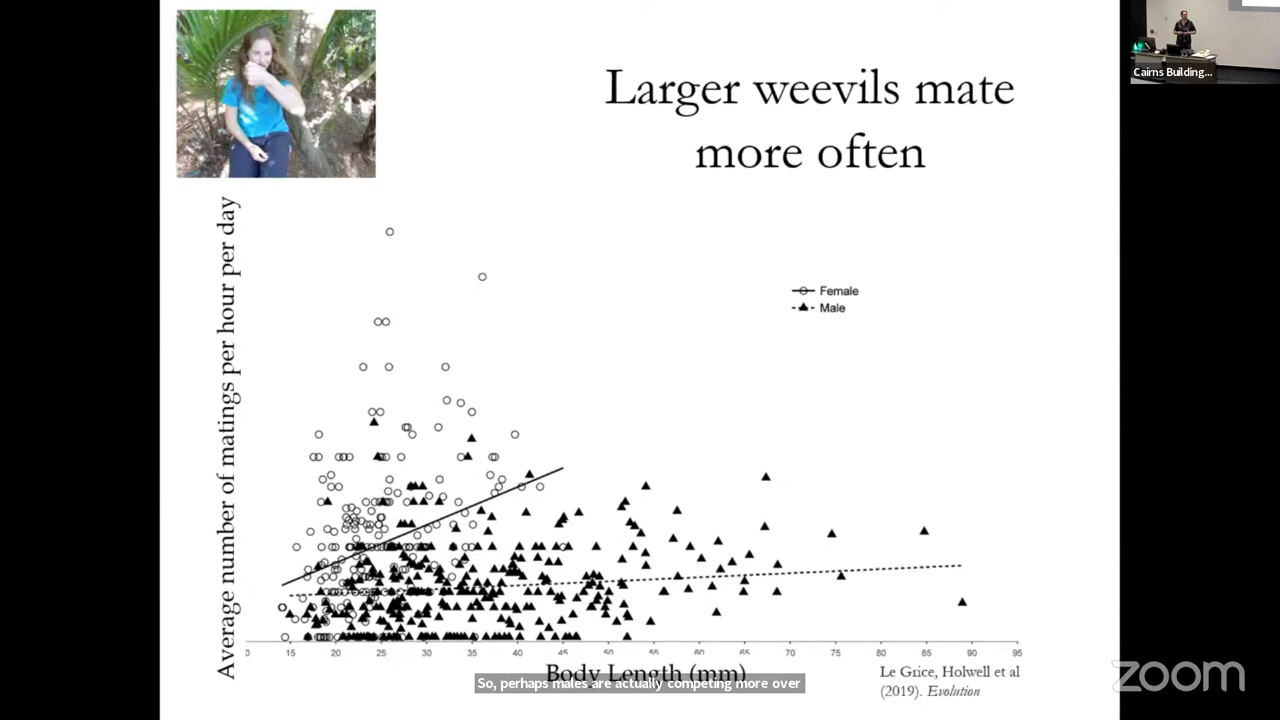 Larger weevils mate
more often
Cairns Building...
Average number of matings per hour per day
Female
Male
0 15 20 25 30 35 40 45 50 55 60 65 70 75 80 85 90 95
Body Length (mm)
Le Grice, Holwell et al
(2019). Evolution
So, perhaps males are actually competing more over
zoom